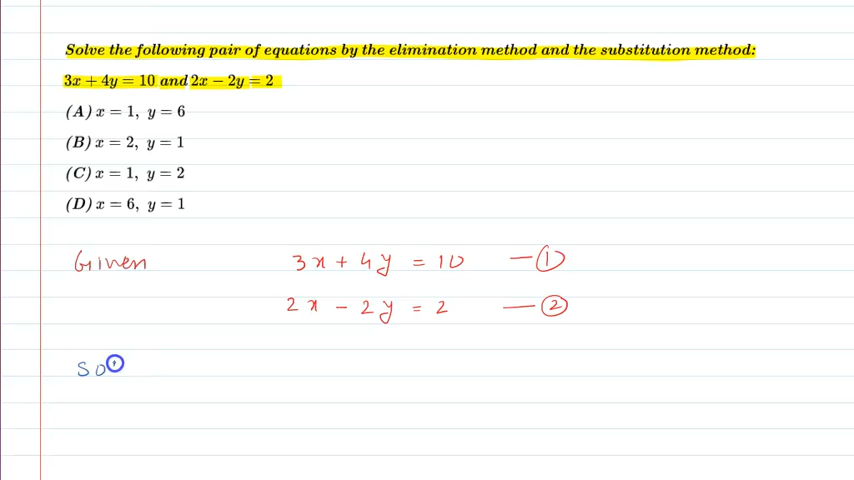 Solve the following pair of equations by the elimination method and the substitution method:
3x + 4y = 10 and 2x − 2y = 2
(A) x = 1, y = 6
(B) x = 2, y = 1
(C) x = 1, y = 2
(D) x = 6, y = 1
Given 3x + 4y = 10 — ①
2x − 2y = 2 — ②
SO